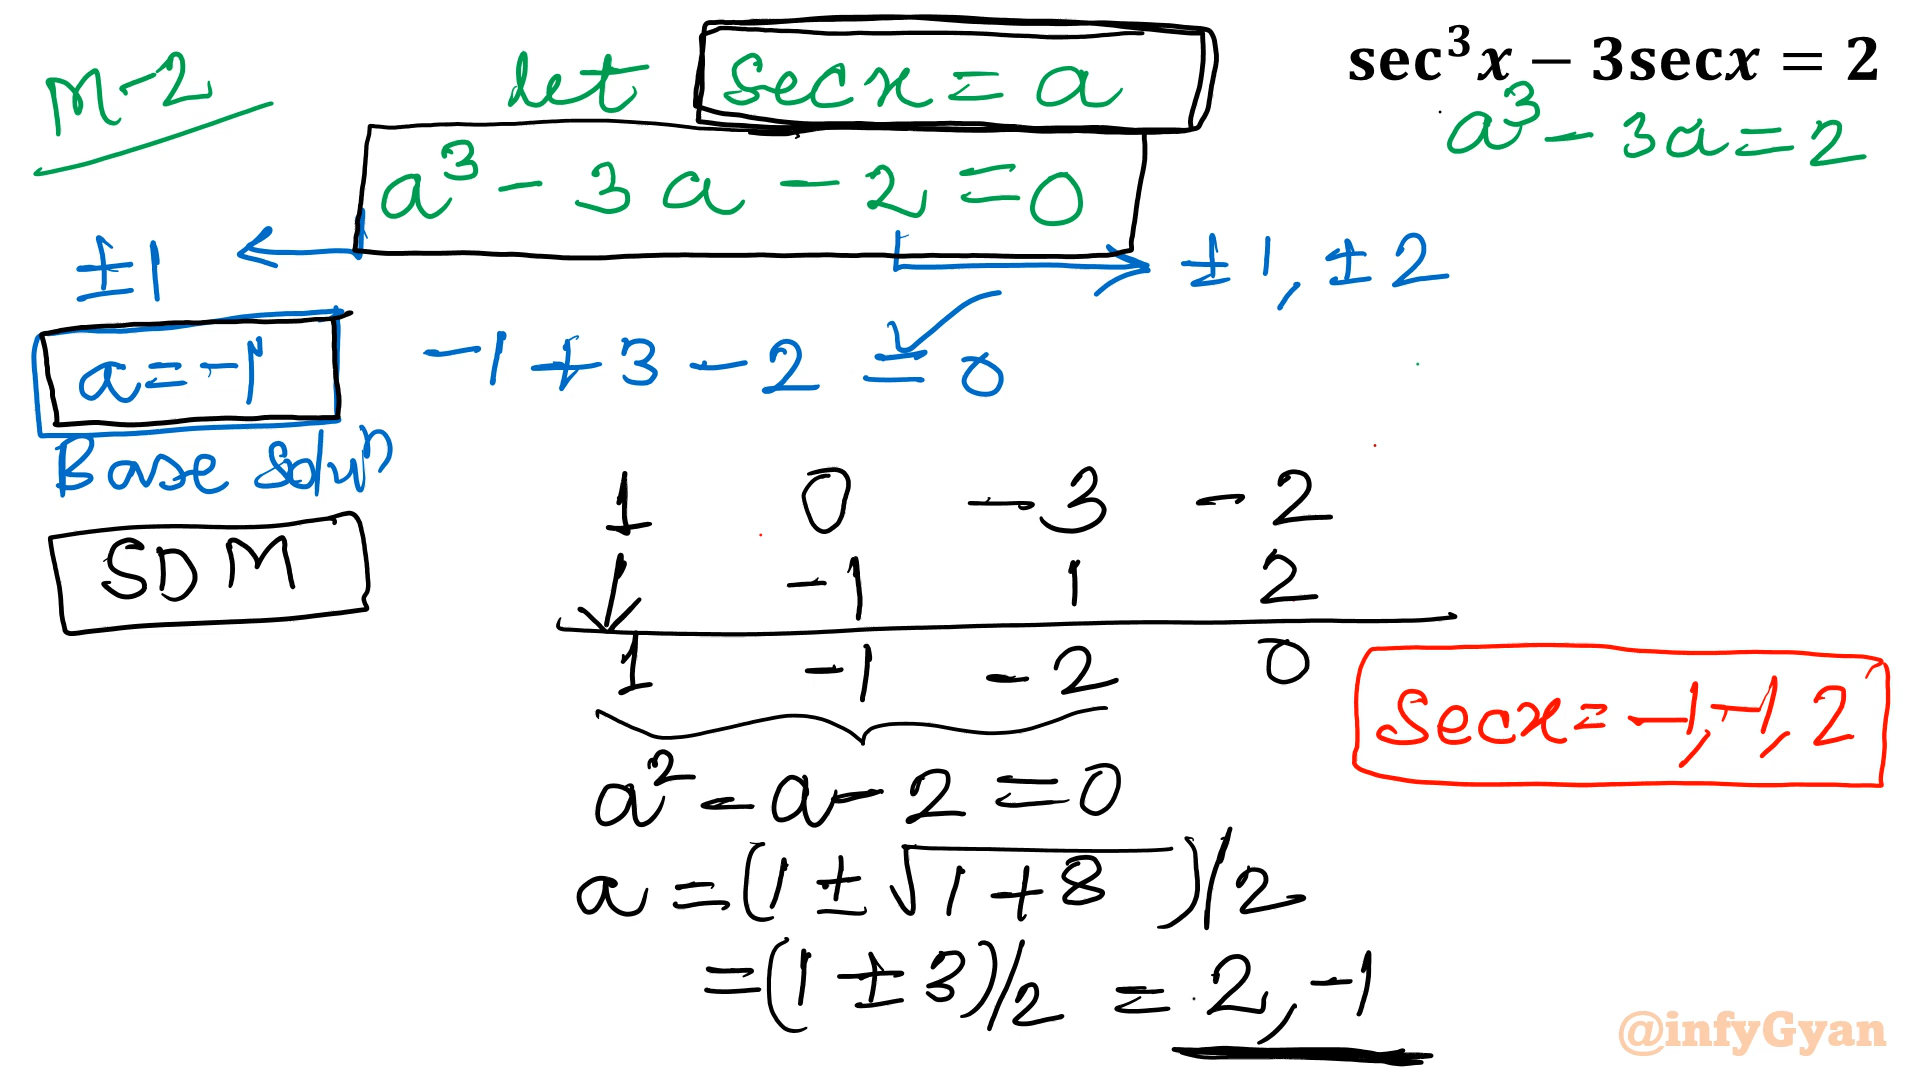 M-2
let secx = a
sec³x − 3secx = 2
a³ - 3a = 2
a³ - 3a - 2 = 0
±1
±1, ±2
a = -1
-1 + 3 - 2 = 0
Base soluⁿ
SDM
1 0 -3 -2
-1 1 2
1 -1 -2 0
secx = -1, -1, 2
a² - a - 2 = 0
a = (1 ± √1+8)/2
= (1 ± 3)/2 = 2, -1
@infyGyan